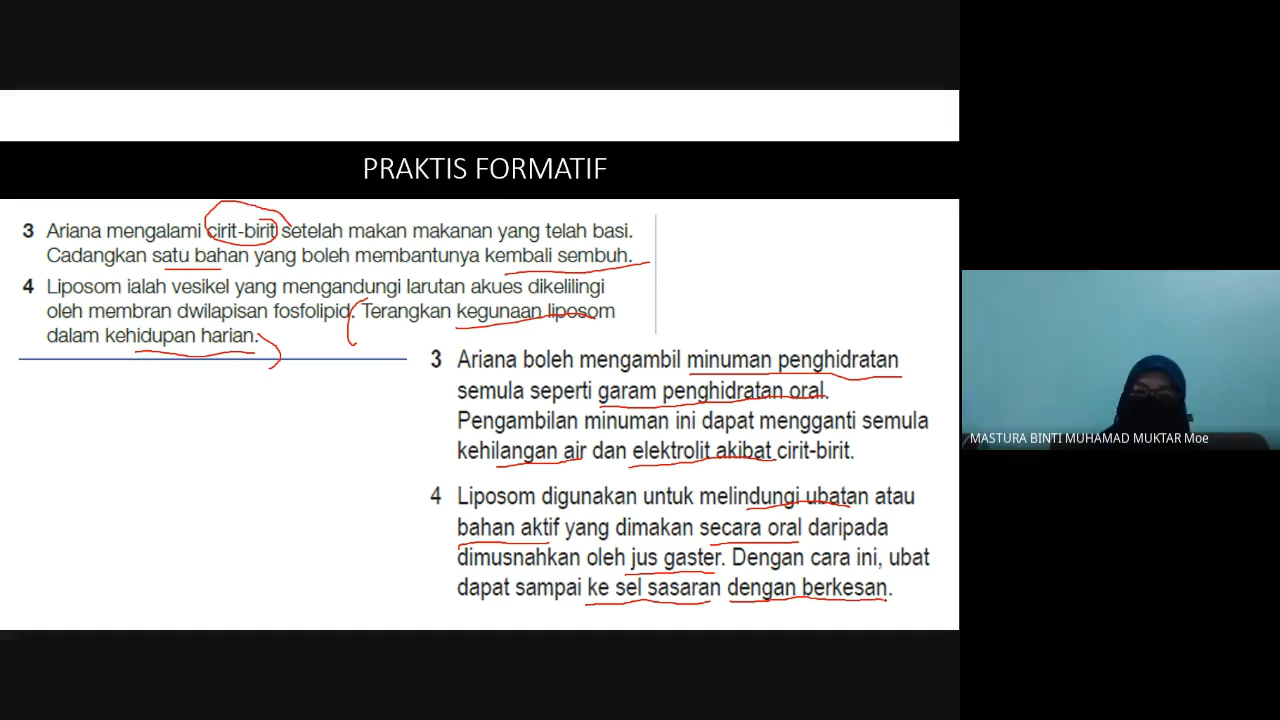 PRAKTIS FORMATIF
3 Ariana mengalami cirit-birit setelah makan makanan yang telah basi.
Cadangkan satu bahan yang boleh membantunya kembali sembuh.
4 Liposom ialah vesikel yang mengandungi larutan akues dikelilingi
oleh membran dwilapisan fosfolipid. Terangkan kegunaan liposom
dalam kehidupan harian.
3 Ariana boleh mengambil minuman penghidratan
semula seperti garam penghidratan oral.
Pengambilan minuman ini dapat mengganti semula
kehilangan air dan elektrolit akibat cirit-birit.
4 Liposom digunakan untuk melindungi ubatan atau
bahan aktif yang dimakan secara oral daripada
dimusnahkan oleh jus gaster. Dengan cara ini, ubat
dapat sampai ke sel sasaran dengan berkesan.
MASTURA BINTI MUHAMAD MUKTAR Moe